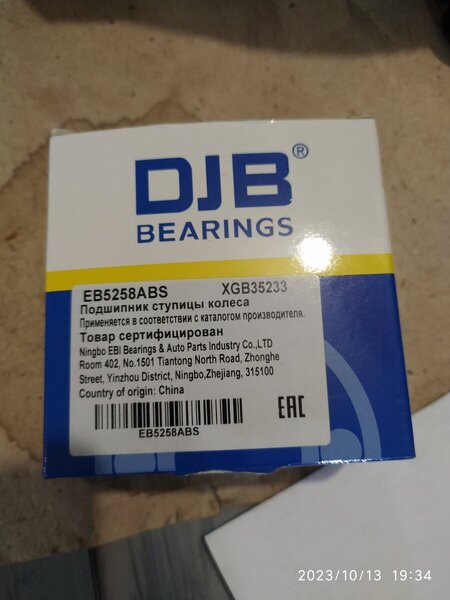 DJB®
BEARINGS
EB5258ABS XGB35233
Подшипник ступицы колеса
Применяется в соответствии с каталогом производителя.
Товар сертифицирован
Ningbo EBI Bearings & Auto Parts Industry Co.,LTD
Room 402, No.1501 Tiantong North Road, Zhonghe
Street, Yinzhou District, Ningbo,Zhejiang, 315100
Country of origin: China
EAC
EB5258ABS
2023/10/13 19:34